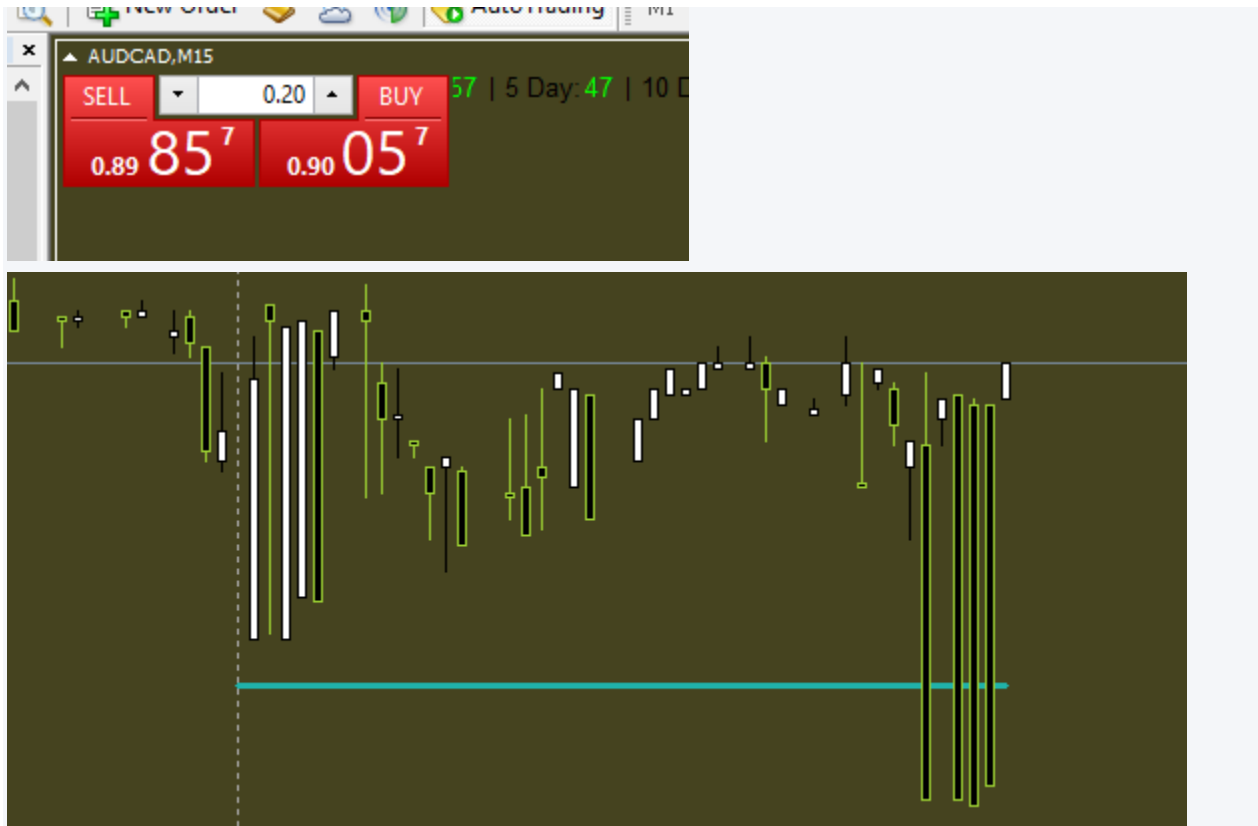 New Order AutoTrading M1
AUDCAD,M15
SELL 0.20 BUY 57 | 5 Day: 47 | 10 D
0.89 85 7 0.90 05 7